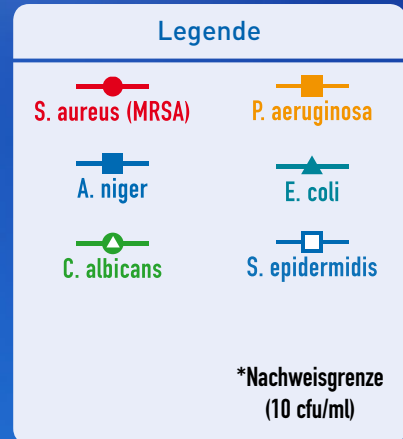 Legende
S. aureus (MRSA)
P. aeruginosa
A. niger
E. coli
C. albicans
S. epidermidis
*Nachweisgrenze
(10 cfu/ml)